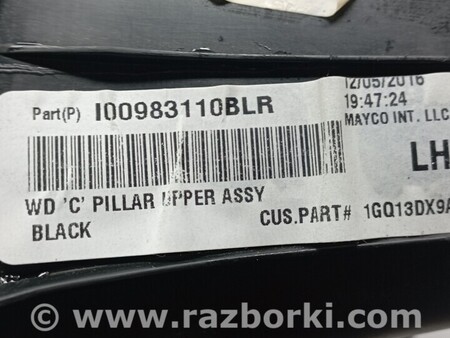 Part(P) I00983110BLR
12/05/2016
19:47:24
MAYCO INT. LLC
LH
WD 'C' PILLAR UPPER ASSY
BLACK
CUS.PART# 1GQ13DX9A
© www.razborki.com